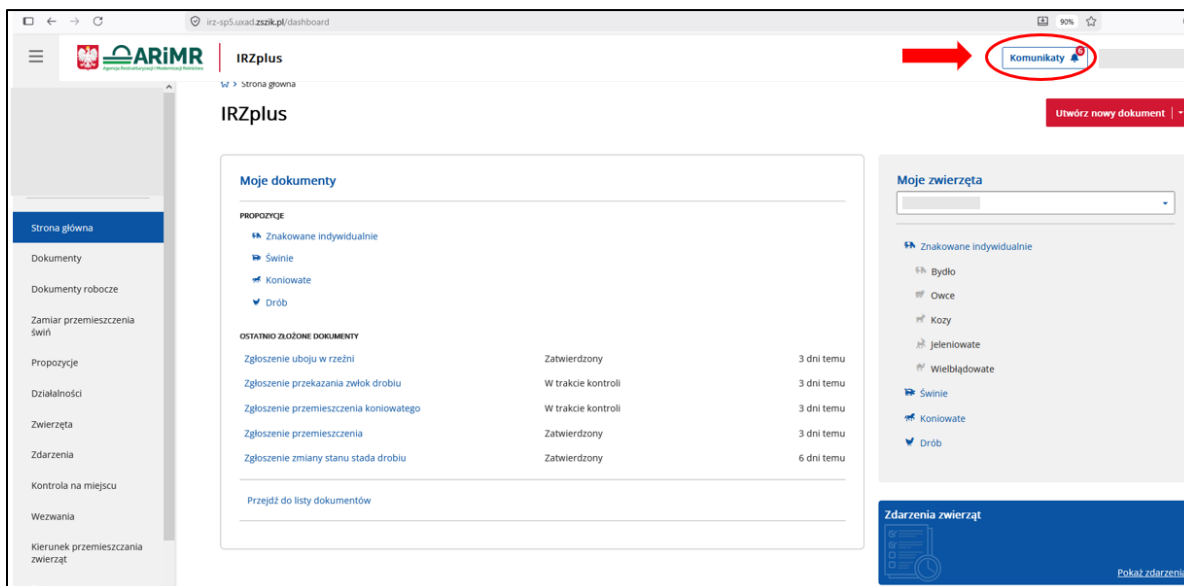 irz-sp5.uxad.zszik.pl/dashboard
90%
ARiMR
Agencja Restrukturyzacji i Modernizacji Rolnictwa
IRZplus
Komunikaty
6
> Strona główna
IRZplus
Utwórz nowy dokument
Moje dokumenty
PROPOZYCJE
Znakowane indywidualnie
Świnie
Koniowate
Drób
OSTATNIO ZŁOŻONE DOKUMENTY
Zgłoszenie uboju w rzeźni Zatwierdzony 3 dni temu
Zgłoszenie przekazania zwłok drobiu W trakcie kontroli 3 dni temu
Zgłoszenie przemieszczenia koniowatego W trakcie kontroli 3 dni temu
Zgłoszenie przemieszczenia Zatwierdzony 3 dni temu
Zgłoszenie zmiany stanu stada drobiu Zatwierdzony 6 dni temu
Przejdź do listy dokumentów
Moje zwierzęta
Znakowane indywidualnie
Bydło
Owce
Kozy
Jeleniowate
Wielbłądowate
Świnie
Koniowate
Drób
Zdarzenia zwierząt
Pokaż zdarzenia
Strona główna
Dokumenty
Dokumenty robocze
Zamiar przemieszczenia
świń
Propozycje
Działalności
Zwierzęta
Zdarzenia
Kontrola na miejscu
Wezwania
Kierunek przemieszczania
zwierząt